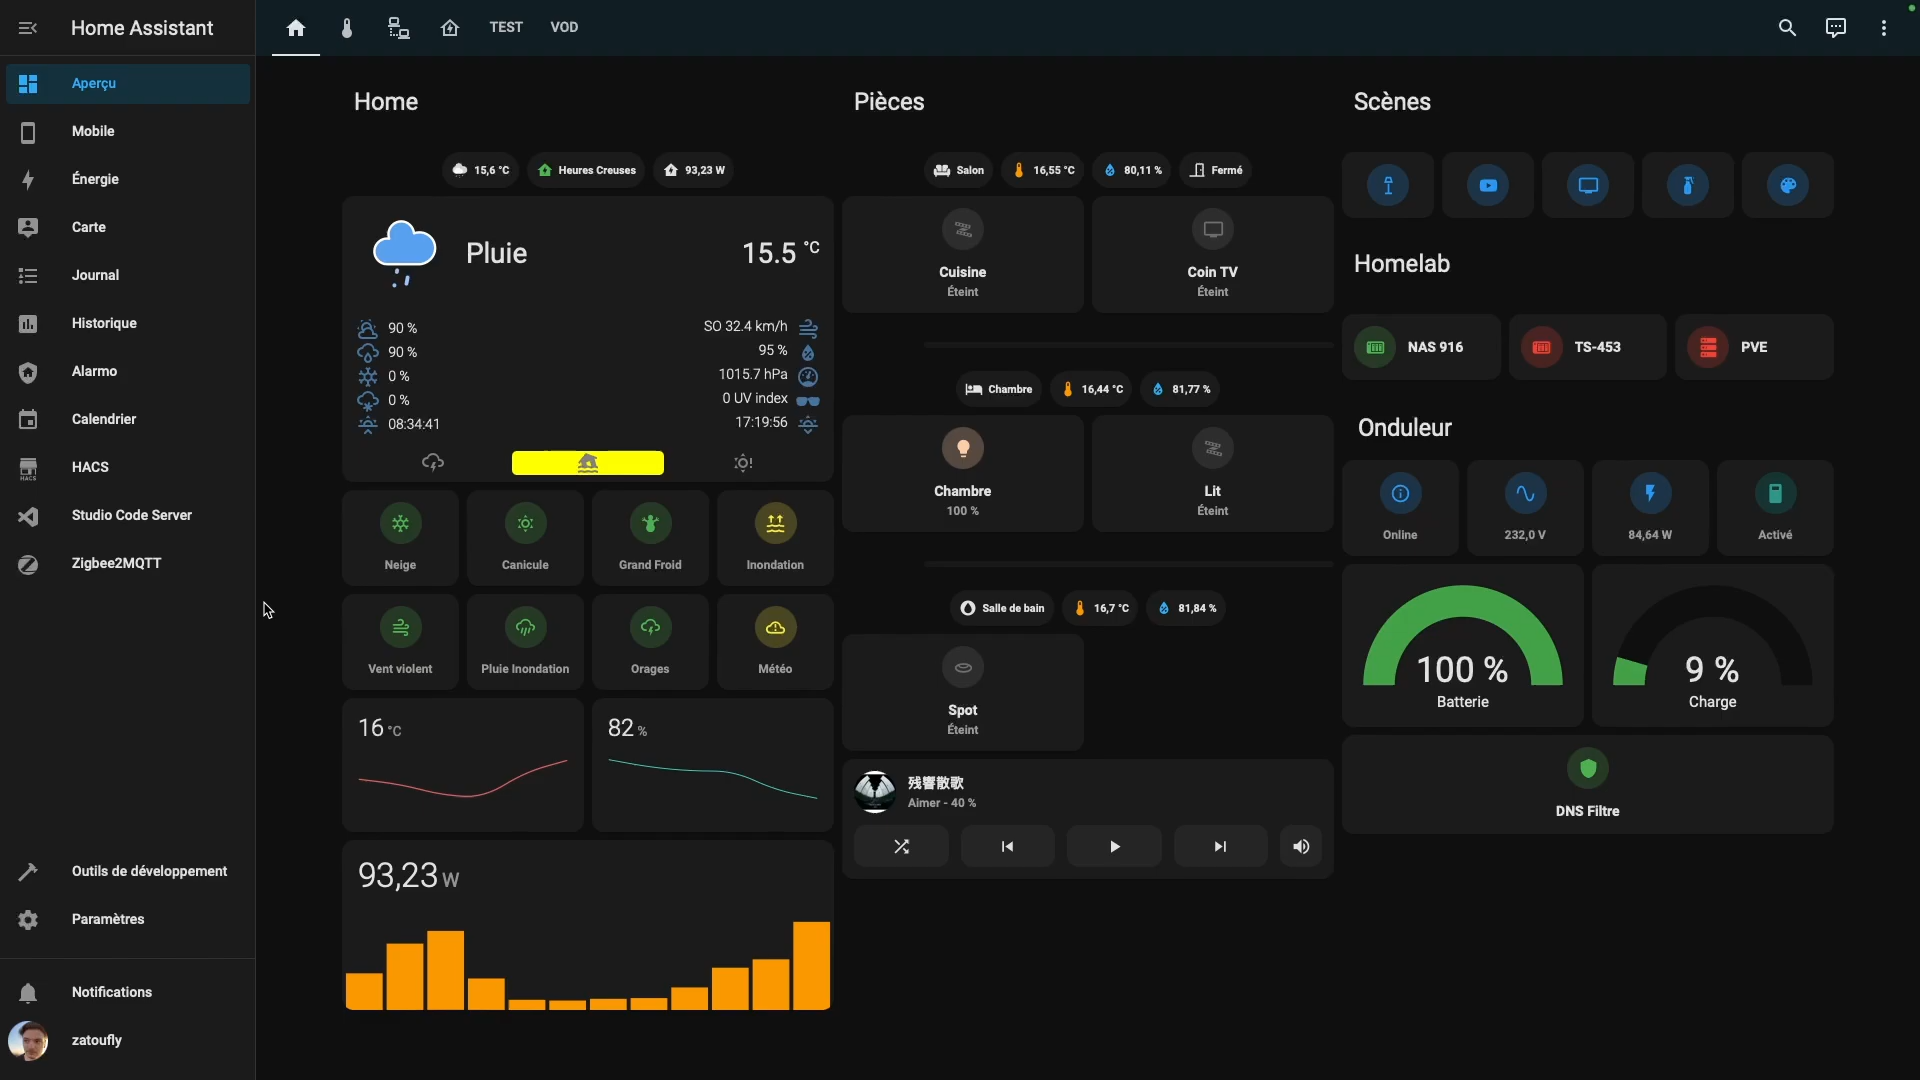 Home Assistant
Aperçu
Mobile
Énergie
Carte
Journal
Historique
Alarmo
Calendrier
HACS
HACS
Studio Code Server
Zigbee2MQTT
Outils de développement
Paramètres
Notifications
zatoufly
TEST
VOD
Home
15,6 °C
Heures Creuses
93,23 W
Pluie
15.5 °C
90 %
SO 32.4 km/h
90 %
95 %
0 %
1015.7 hPa
0 %
0 UV index
08:34:41
17:19:56
Neige
Canicule
Grand Froid
Inondation
Vent violent
Pluie Inondation
Orages
Météo
16 °C
82 %
93,23 W
Pièces
Salon
16,55 °C
80,11 %
Fermé
Cuisine
Éteint
Coin TV
Éteint
Chambre
16,44 °C
81,77 %
Chambre
100 %
Lit
Éteint
Salle de bain
16,7 °C
81,84 %
Spot
Éteint
残響散歌
Aimer - 40 %
Scènes
Homelab
NAS 916
TS-453
PVE
Onduleur
Online
232,0 V
84,64 W
Activé
100 %
Batterie
9 %
Charge
DNS Filtre